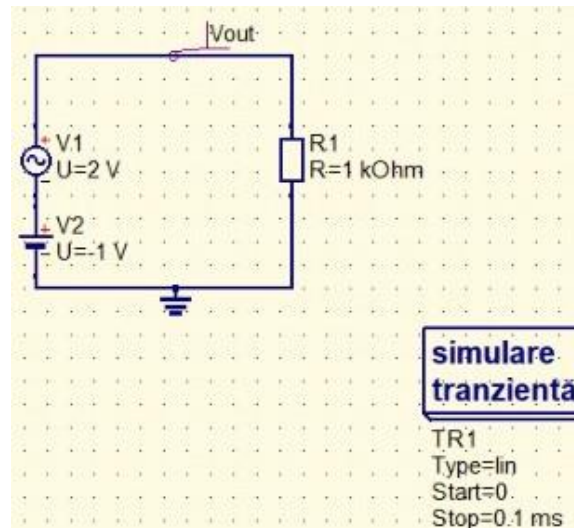 Vout
V1
U=2 V
V2
U=-1 V
R1
R=1 kOhm
simulare
tranzientă
TR1
Type=lin
Start=0
Stop=0.1 ms